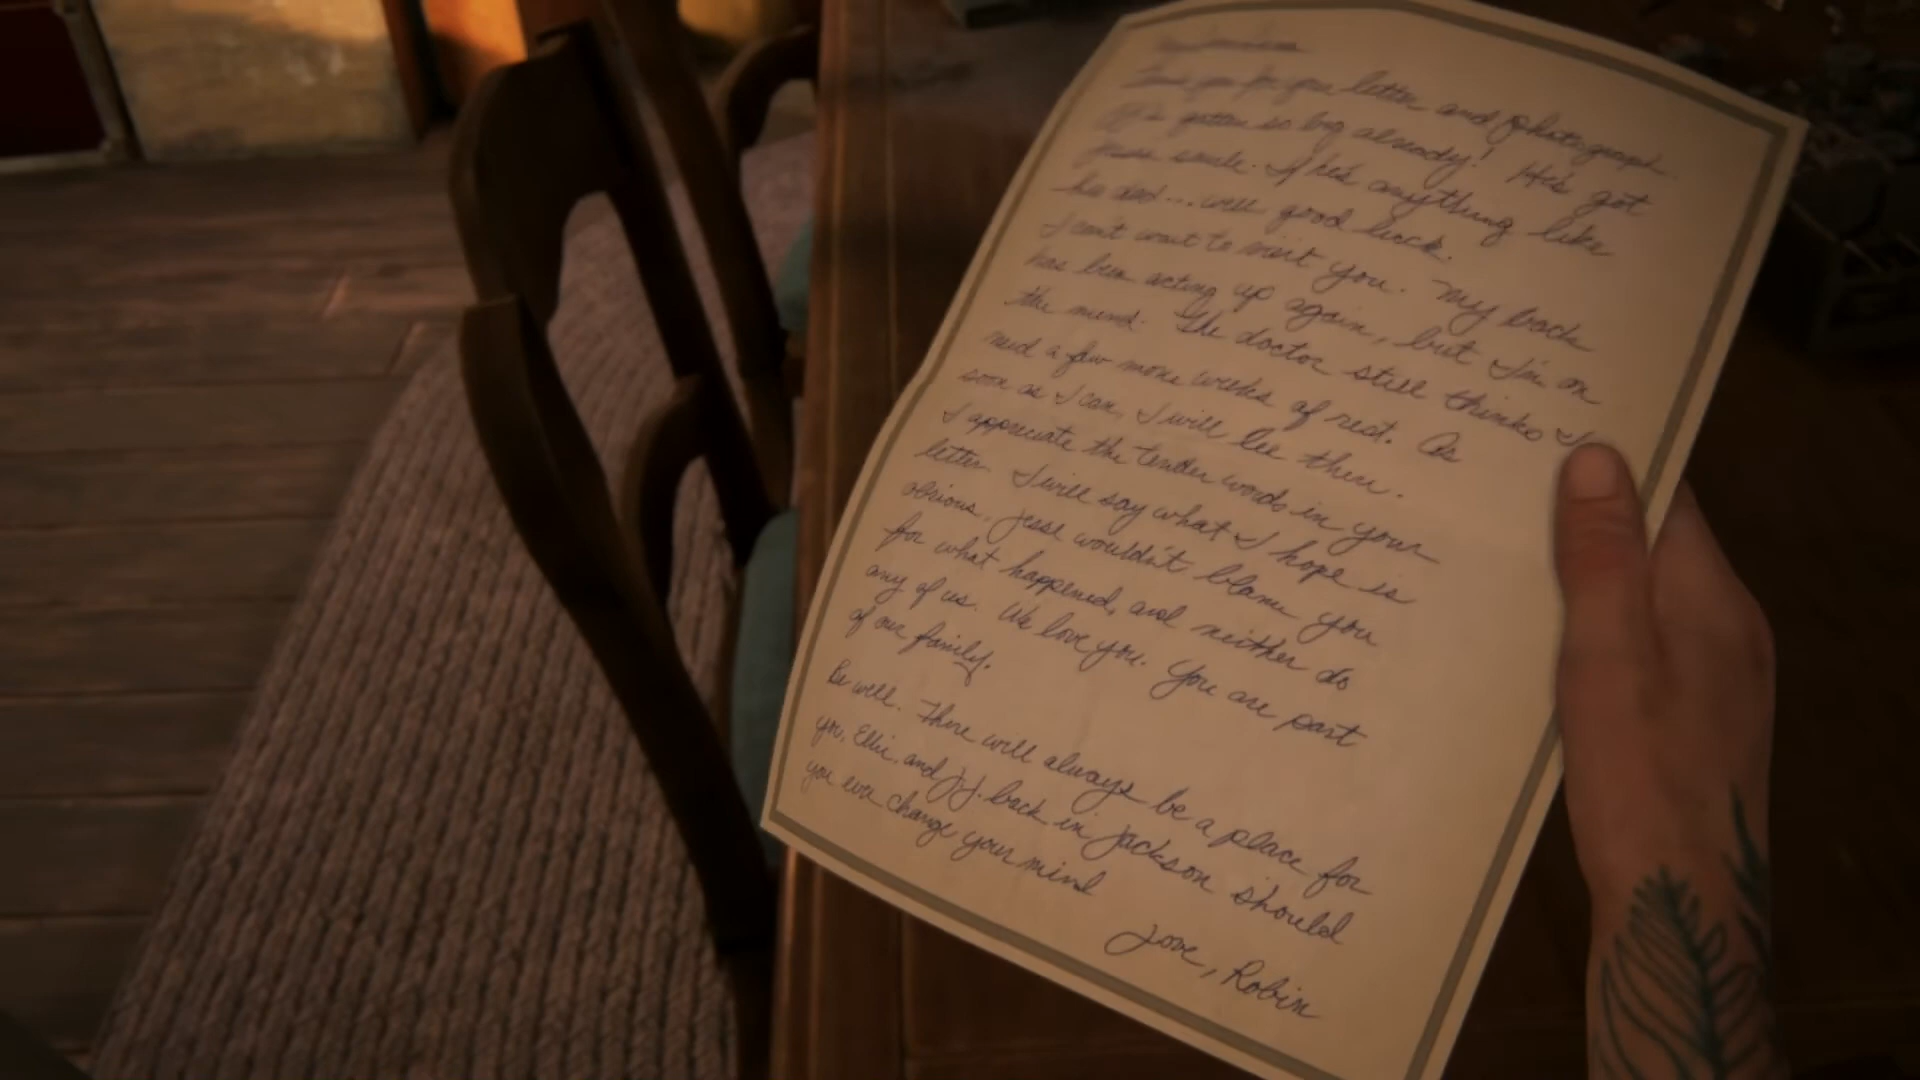 Thank you for your letter and photograph.
JJ's gotten so big already! He's got
Jesse's smile. If he's anything like
his dad... well good luck.
I can't wait to visit you. My back
has been acting up again, but I'm on
the mend. The doctor still thinks I
need a few more weeks of rest. As
soon as I can, I will be there.
I appreciate the tender words in your
letter. I will say what I hope is
obvious, Jesse wouldn't blame you
for what happened, and neither do
any of us. We love you. You are part
of our family.
Be well. There will always be a place for
you, Ellie, and J.J. back in Jackson should
you ever change your mind
Love, Robin